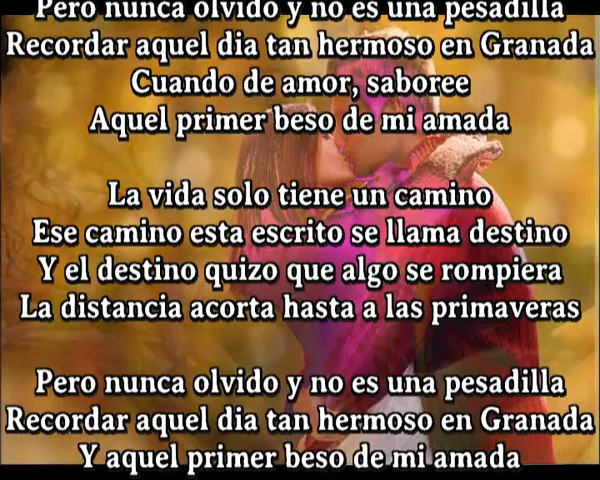 Pero nunca olvido y no es una pesadilla
Recordar aquel dia tan hermoso en Granada
Cuando de amor, saboree
Aquel primer beso de mi amada
La vida solo tiene un camino
Ese camino esta escrito se llama destino
Y el destino quizo que algo se rompiera
La distancia acorta hasta a las primaveras
Pero nunca olvido y no es una pesadilla
Recordar aquel dia tan hermoso en Granada
Y aquel primer beso de mi amada